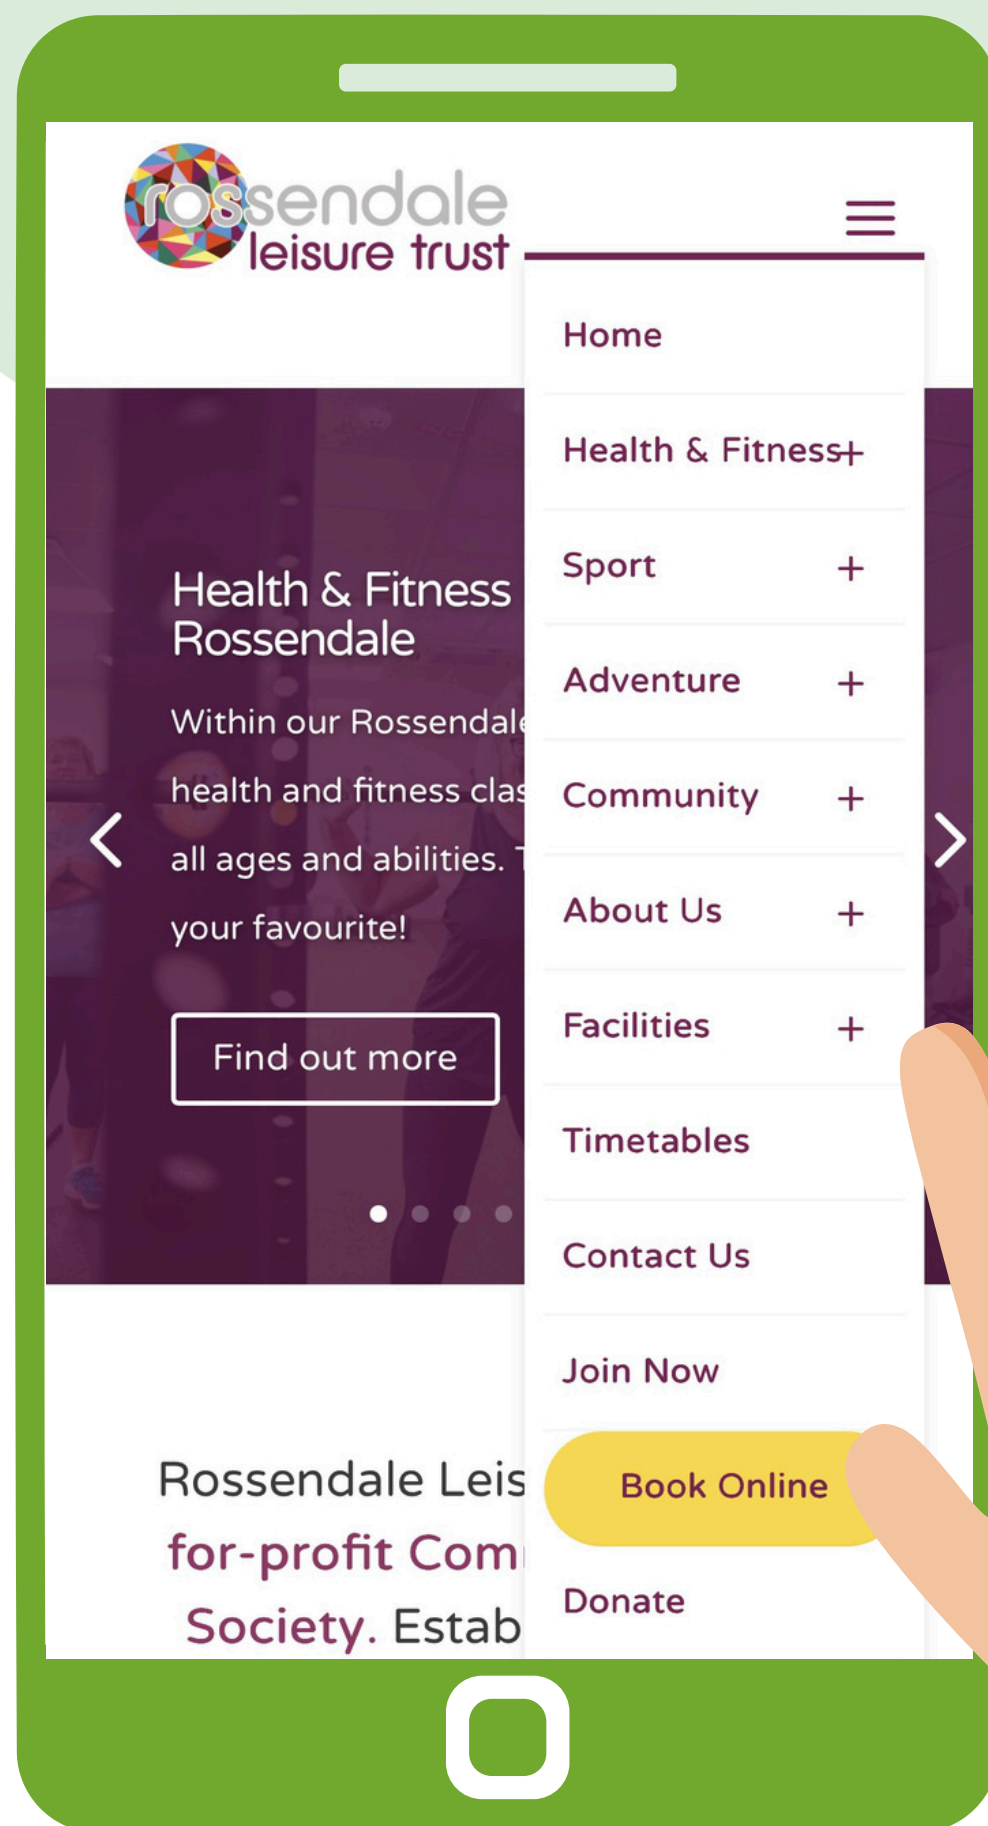 rossendale
leisure trust
Home
Health & Fitness
Sport
Adventure
Community
About Us
Facilities
Timetables
Contact Us
Join Now
Book Online
Donate
Health & Fitness
Rossendale
Within our Rossendale
health and fitness clas
all ages and abilities.
your favourite!
Find out more
Rossendale Leis
for-profit Com
Society. Estab